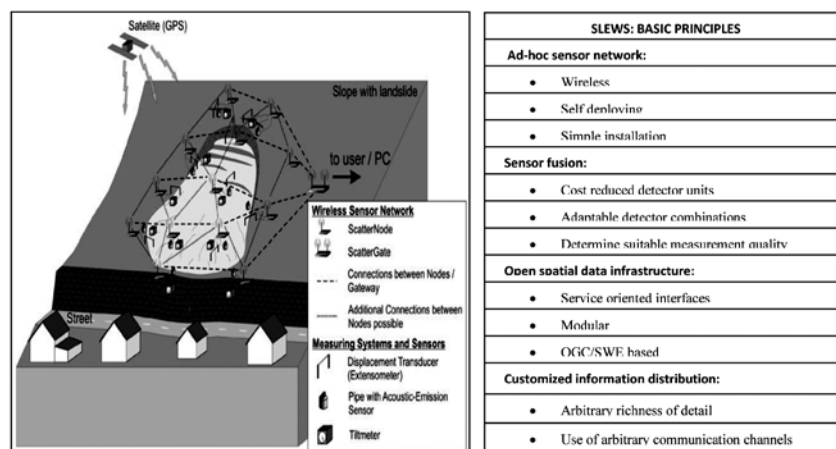 Satellite (GPS)
Slope with landslide
to user / PC
Street
Wireless Sensor Network
ScatterNode
ScatterGate
Connections between Nodes /
Gateway
Additional Connections between
Nodes possible
Measuring Systems and Sensors
Displacement Transducer
(Extensometer)
Pipe with Acoustic-Emission
Sensor
Tiltmeter
SLEWS: BASIC PRINCIPLES
Ad-hoc sensor network:
• Wireless
• Self deploying
• Simple installation
Sensor fusion:
• Cost reduced detector units
• Adaptable detector combinations
• Determine suitable measurement quality
Open spatial data infrastructure:
• Service oriented interfaces
• Modular
• OGC/SWE based
Customized information distribution:
• Arbitrary richness of detail
• Use of arbitrary communication channels